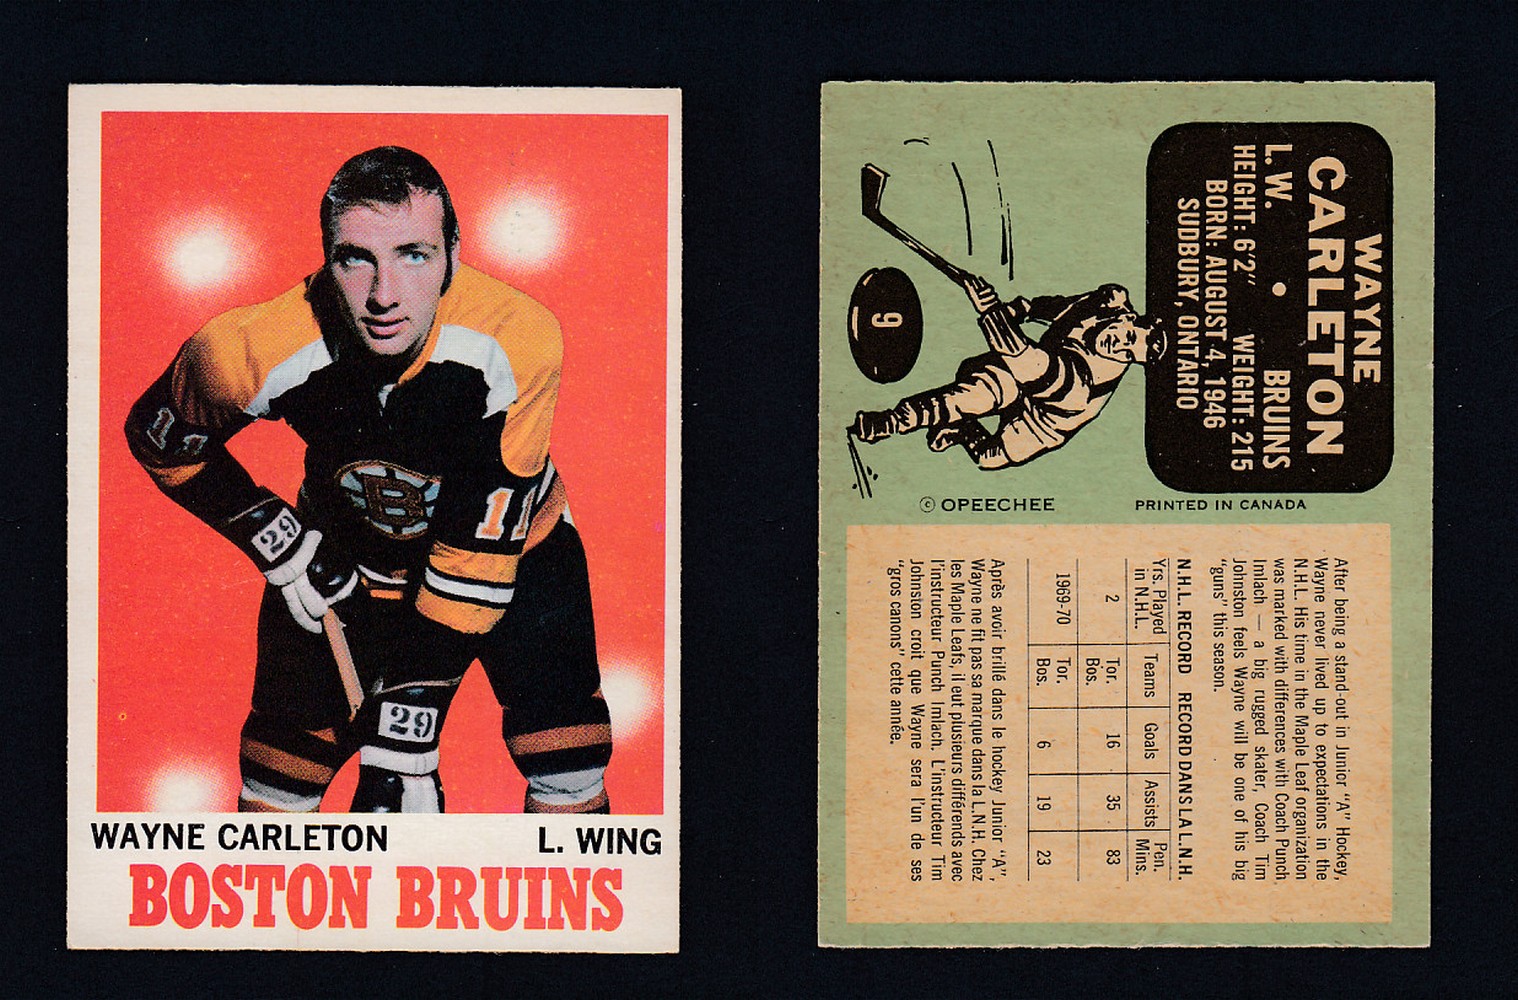 11
11
29
B
29
WAYNE CARLETON L. WING
BOSTON BRUINS
WAYNE
CARLETON
L.W. • BRUINS
HEIGHT: 6'2" WEIGHT: 215
BORN: AUGUST 4, 1946
SUDBURY, ONTARIO
9
© OPEECHEE PRINTED IN CANADA
After being a stand-out in Junior "A" Hockey,
Wayne never lived up to expectations in the
N.H.L. His time in the Maple Leaf organization
was marked with differences with Coach Punch
Imlach — a big rugged skater, Coach Tim
Johnston feels Wayne will be one of his big
"guns" this season.
N.H.L. RECORD RECORD DANS LA L.N.H.
Yrs. Played in N.H.L. Teams Goals Assists Pen. Mins.
2 Tor. Bos. 16 35 83
1969-70 Tor. Bos. 6 19 23
Après avoir brillé dans le hockey Junior "A",
Wayne ne fit pas sa marque dans la L.N.H. Chez
les Maple Leafs, il eut plusieurs différends avec
l'instructeur Punch Imlach. L'instructeur Tim
Johnston croit que Wayne sera l'un de ses
"gros canons" cette année.